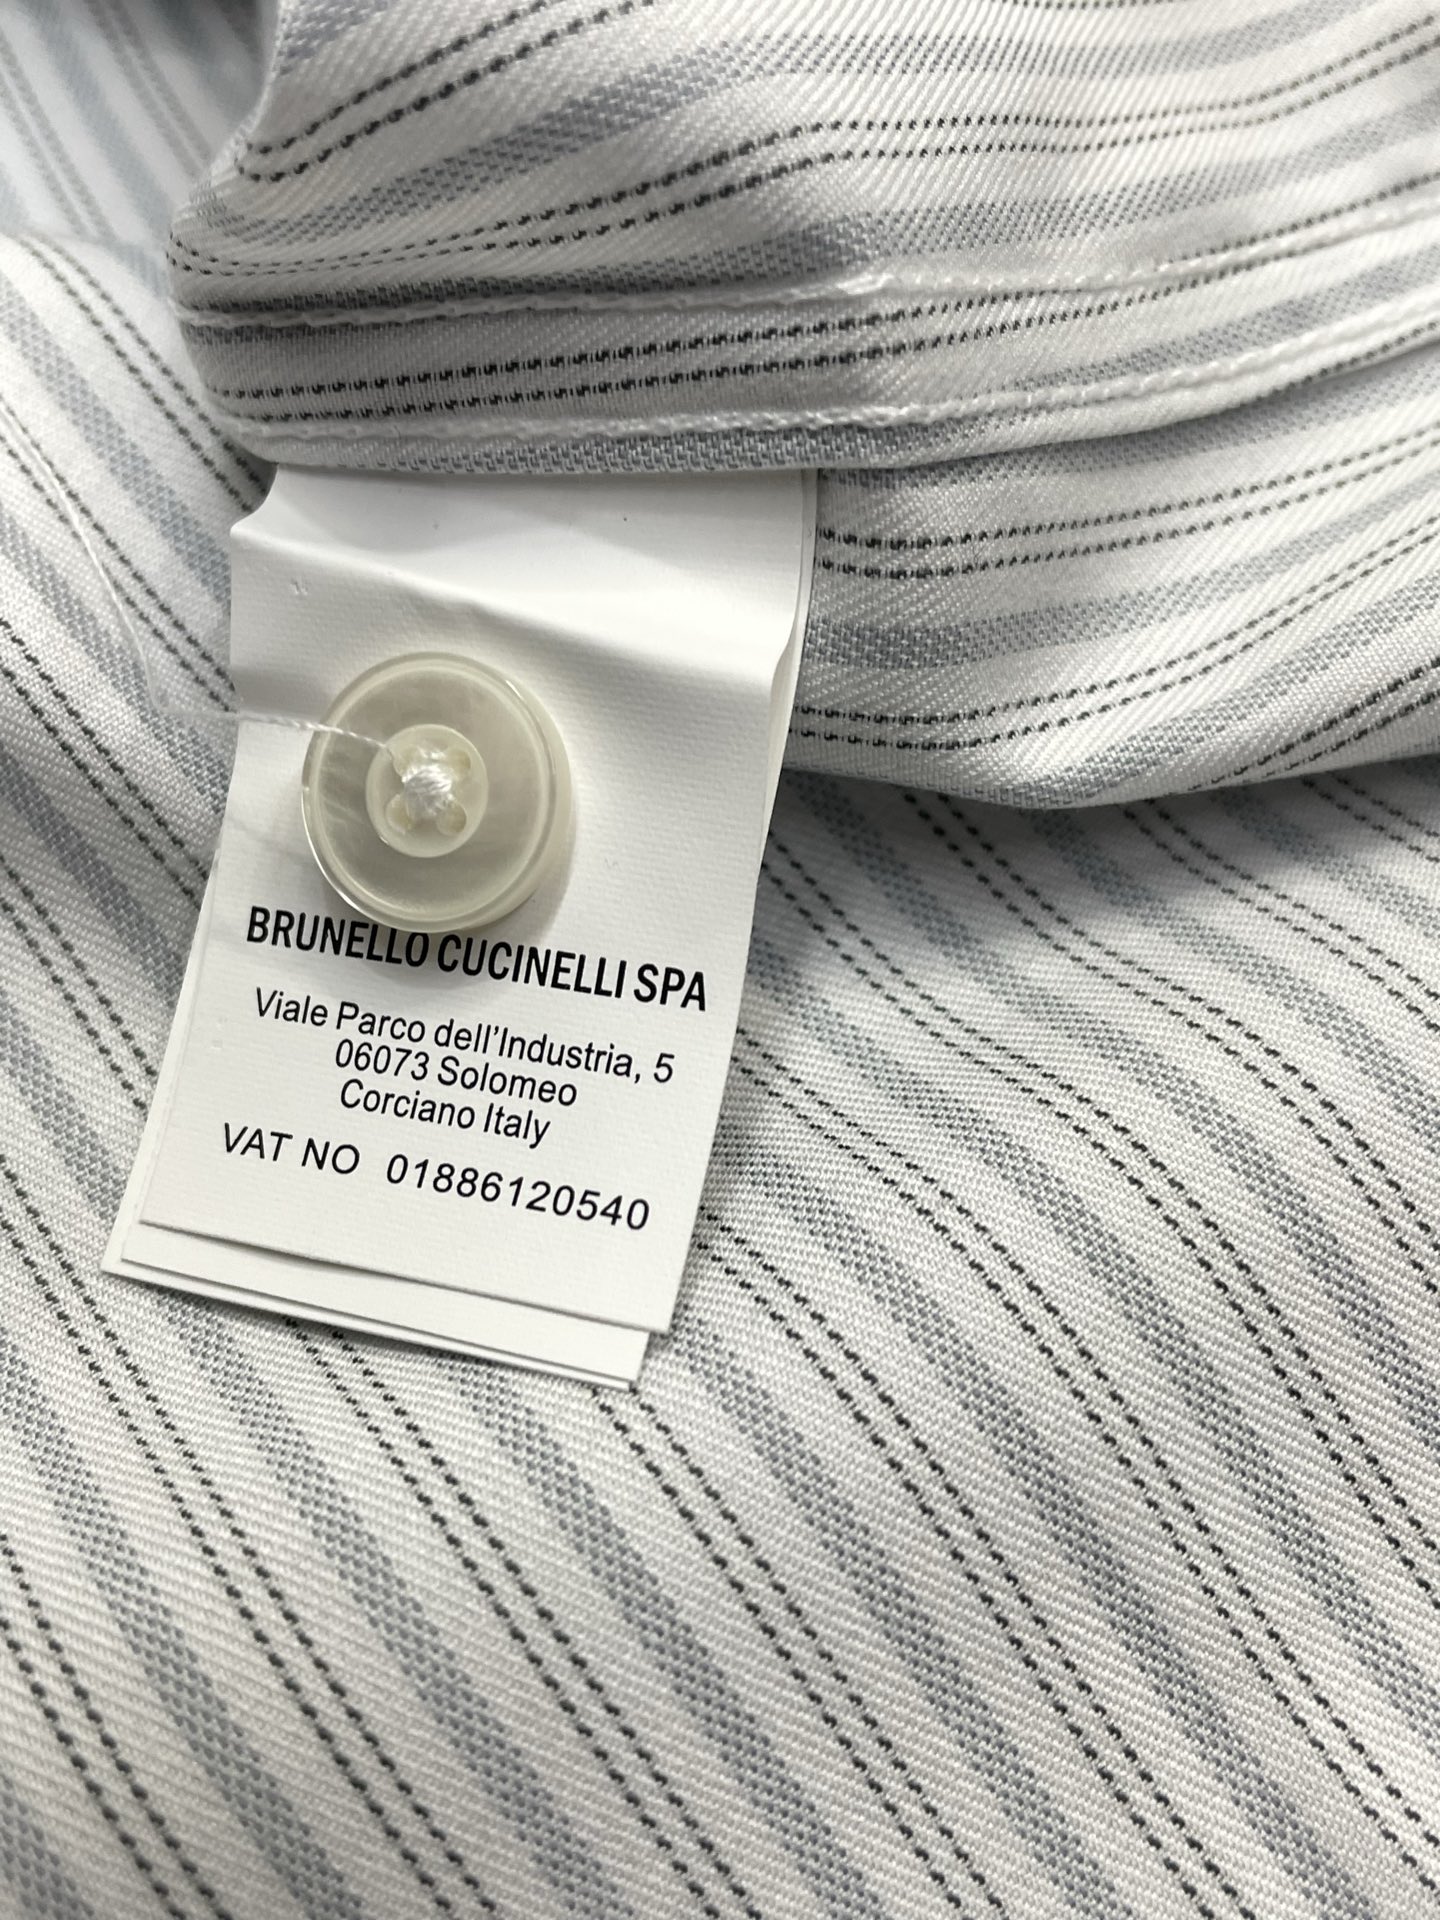 BRUNELLO CUCINELLI SPA
Viale Parco dell'Industria, 5
06073 Solomeo
Corciano Italy
VAT NO 01886120540